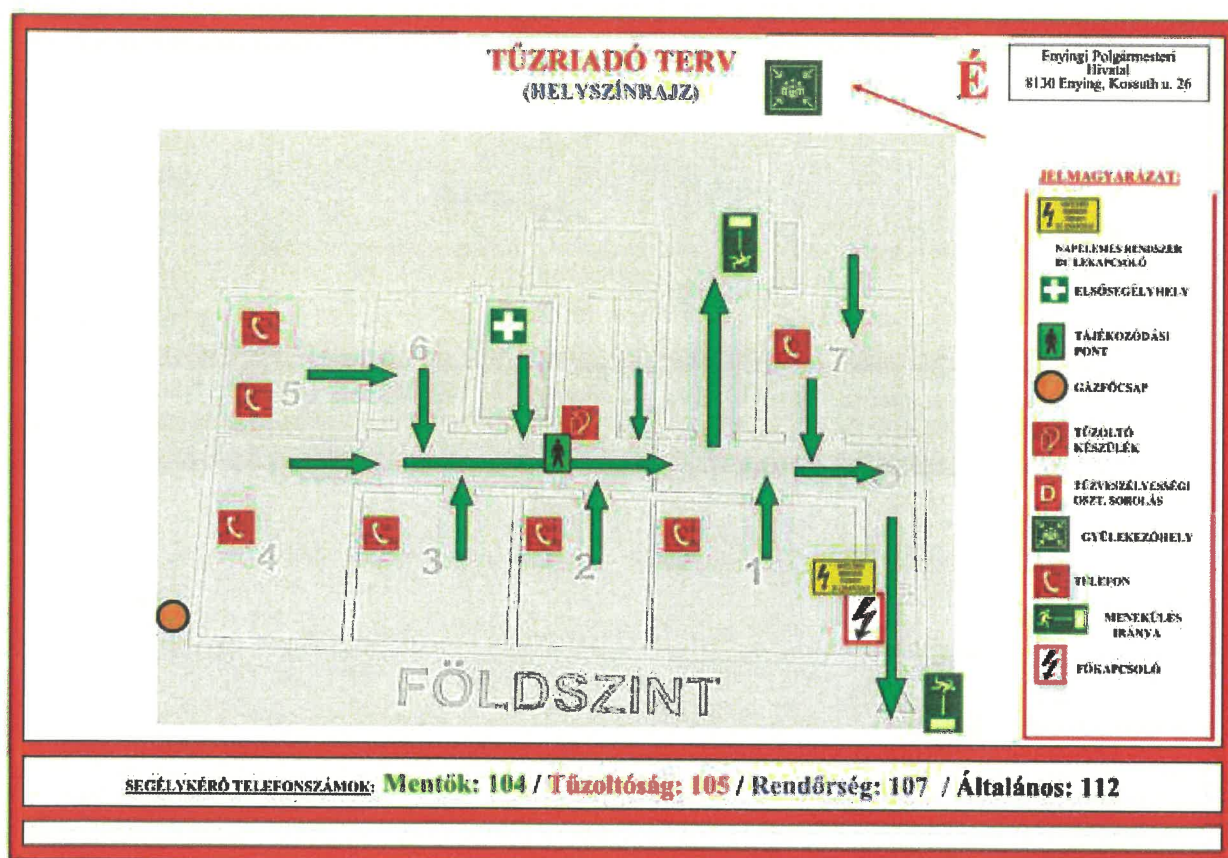 TŰZRIADÓ TERV
(HELYSZÍNRAJZ)
É
Enyingi Polgármesteri
Hivatal
8130 Enying, Kossuth u. 26
JELMAGYARÁZAT:
NAPELEMES RENDSZER
DC LEKAPCSOLÓ
ELSŐSEGÉLYHELY
TÁJÉKOZÓDÁSI
PONT
GÁZFŐCSAP
TŰZOLTÓ
KÉSZÜLÉK
D
TŰZVESZÉLYESSÉGI
OSZT. SOROLÁS
GYÜLEKEZŐHELY
TELEFON
MENEKÜLÉS
IRÁNYA
FŐKAPCSOLÓ
6
7
5
4
3
2
1
FÖLDSZINT
SEGÉLYKÉRŐ TELEFONSZÁMOK: Mentők: 104 / Tűzoltóság: 105 / Rendőrség: 107 / Általános: 112